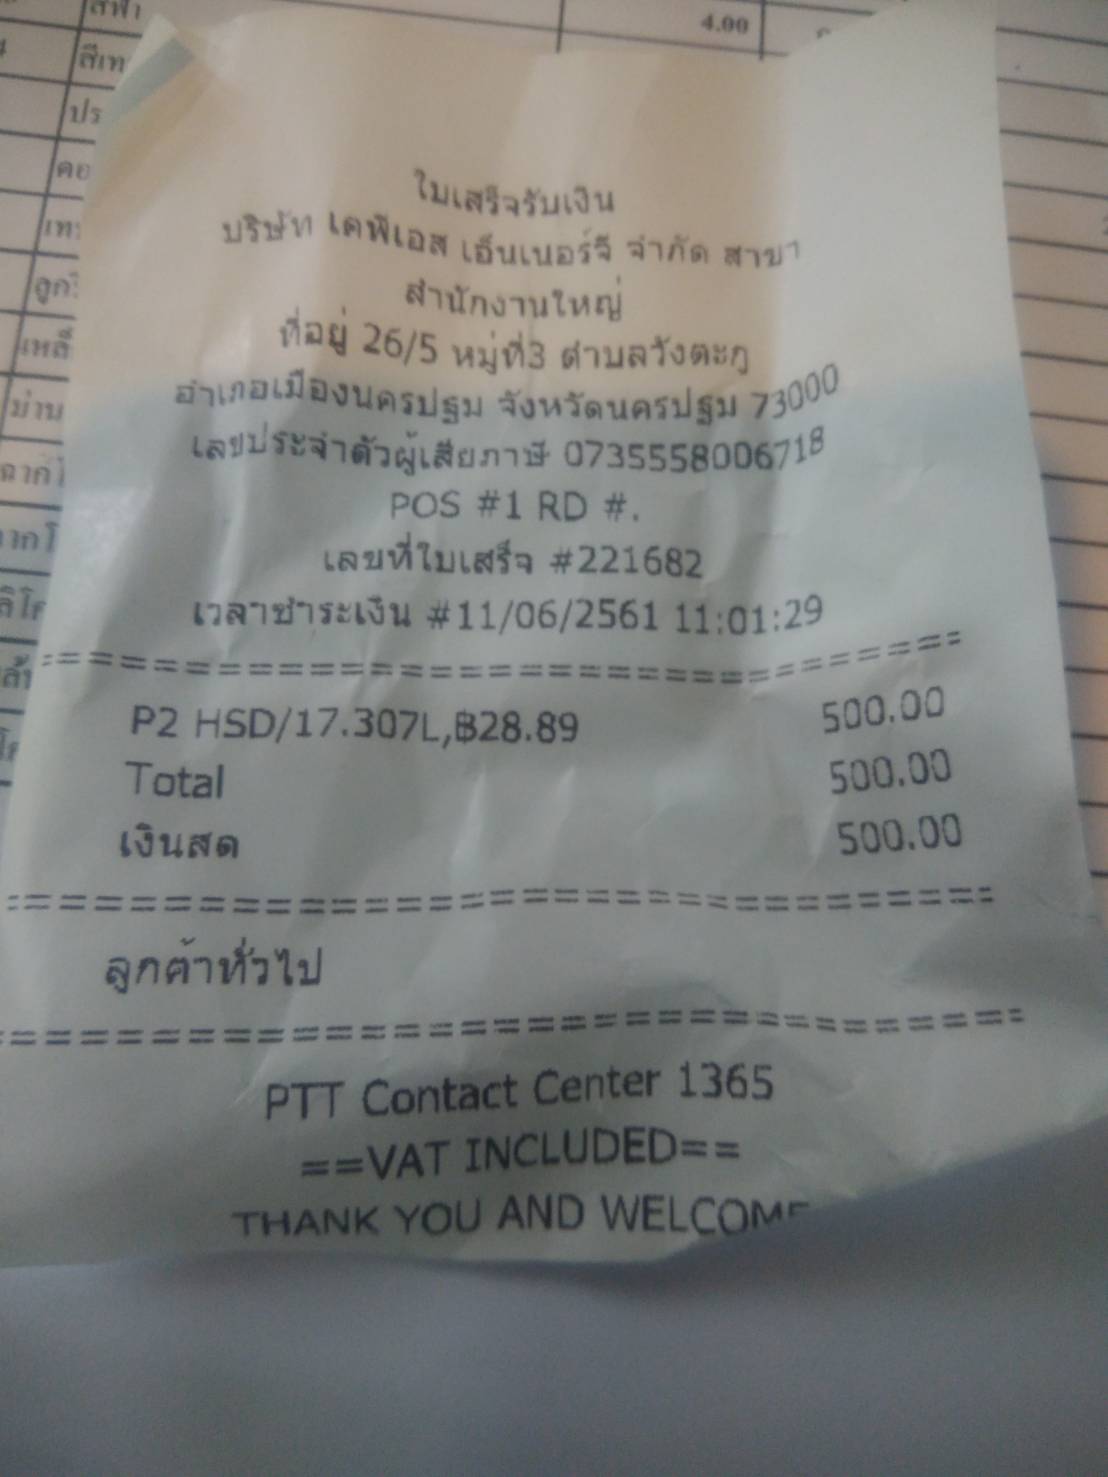 4.00
ใบเสร็จรับเงิน
บริษัท เคพีเอส เอ็นเนอร์จี จำกัด สาขา
สำนักงานใหญ่
ที่อยู่ 26/5 หมู่ที่3 ตำบลวังตะกู
อำเภอเมืองนครปฐม จังหวัดนครปฐม 73000
เลขประจำตัวผู้เสียภาษี 0735558006718
POS #1 RD #.
เลขที่ใบเสร็จ #221682
เวลาชำระเงิน #11/06/2561 11:01:29
P2 HSD/17.307L,฿28.89 500.00
Total 500.00
เงินสด 500.00
ลูกค้าทั่วไป
PTT Contact Center 1365
==VAT INCLUDED==
THANK YOU AND WELCOME